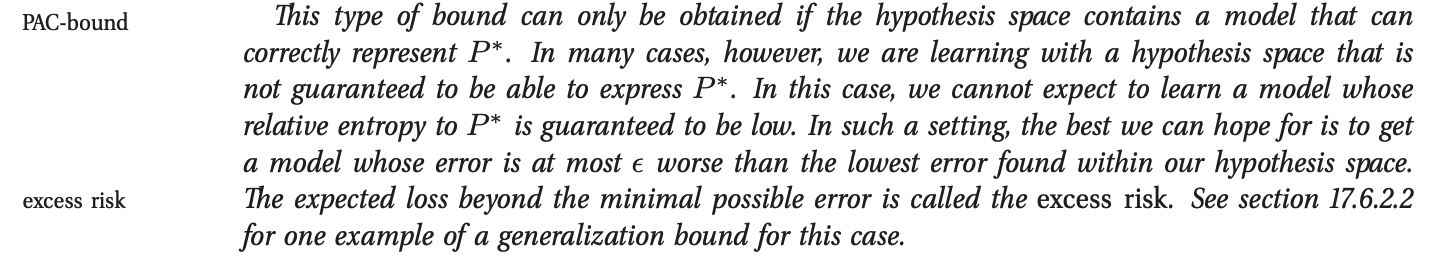 PAC-bound
This type of bound can only be obtained if the hypothesis space contains a model that can
correctly represent P*. In many cases, however, we are learning with a hypothesis space that is
not guaranteed to be able to express P*. In this case, we cannot expect to learn a model whose
relative entropy to P* is guaranteed to be low. In such a setting, the best we can hope for is to get
a model whose error is at most ϵ worse than the lowest error found within our hypothesis space.
excess risk
The expected loss beyond the minimal possible error is called the excess risk. See section 17.6.2.2
for one example of a generalization bound for this case.